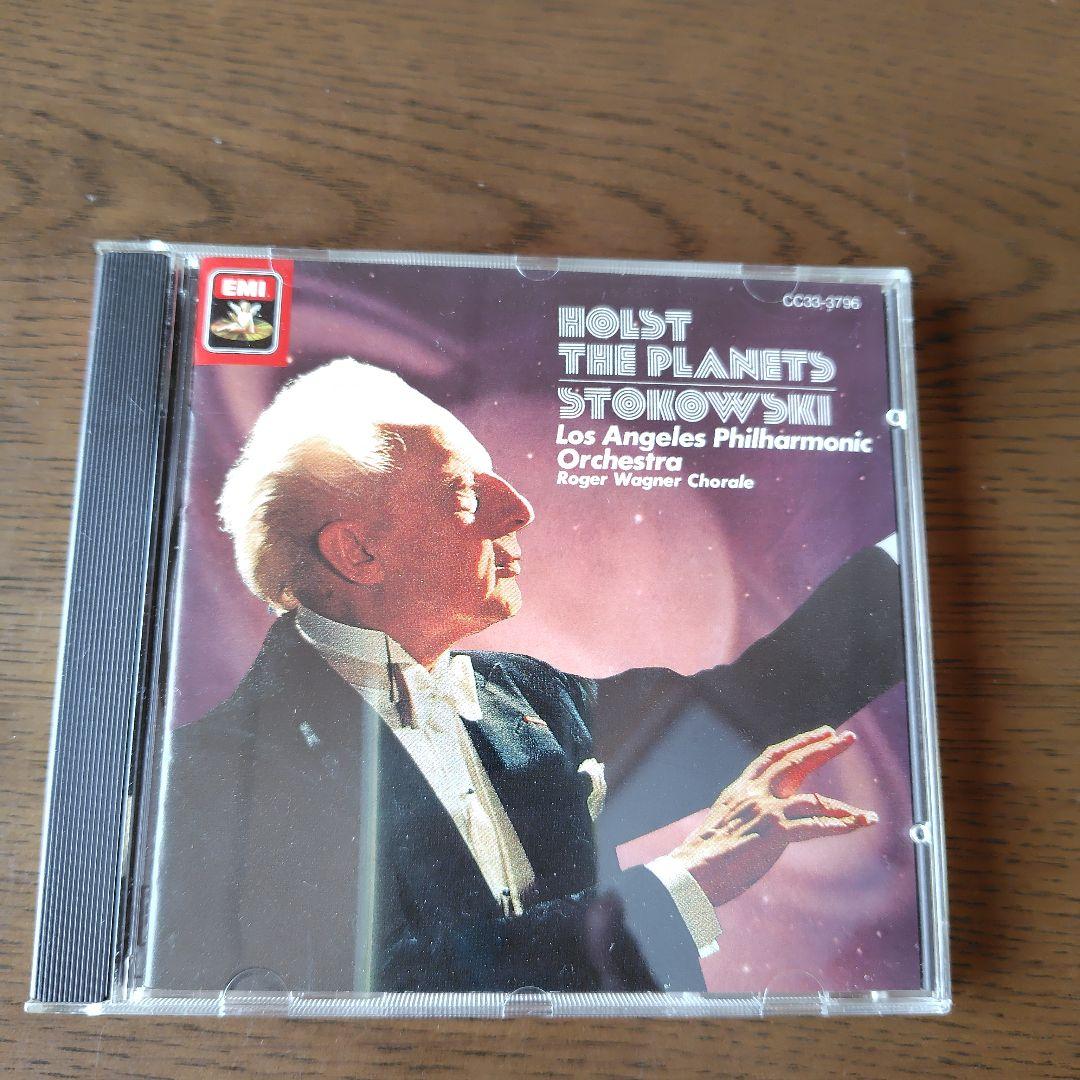 EMI
CC33-3796
HOLST
THE PLANETS
STOKOWSKI
Los Angeles Philharmonic
Orchestra
Roger Wagner Chorale